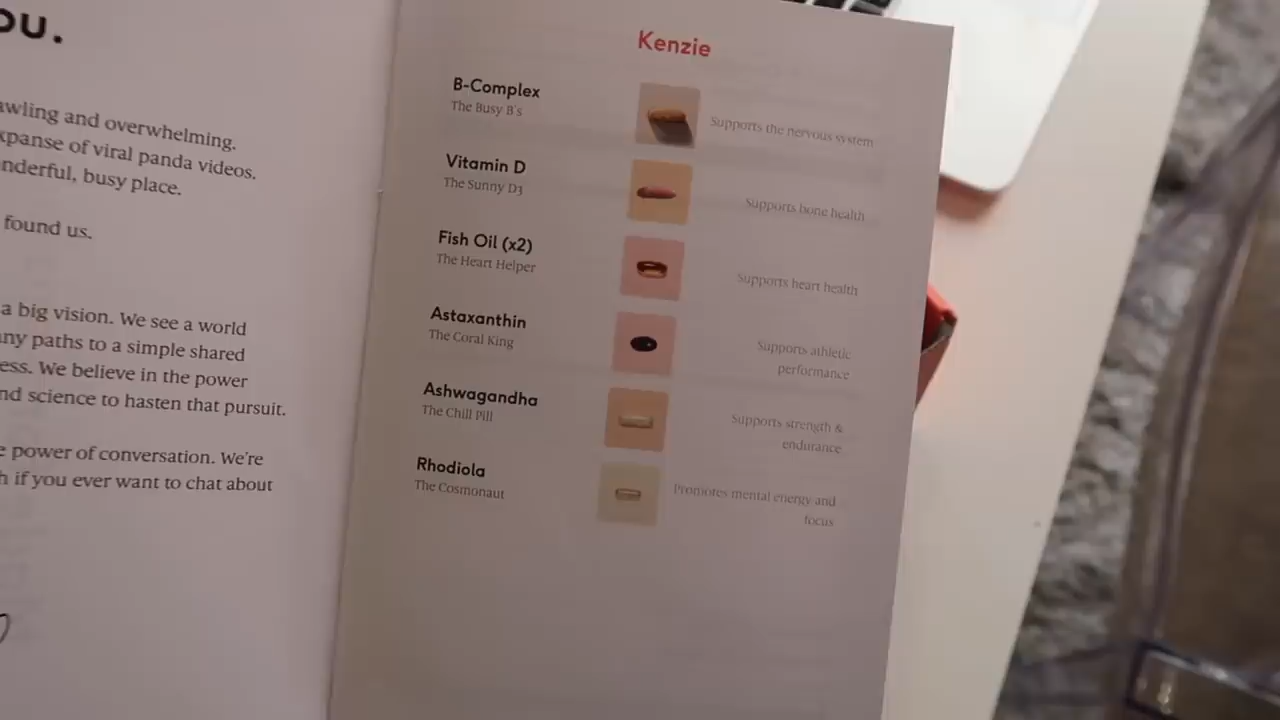 ou.
awling and overwhelming.
xpanse of viral panda videos.
nderful, busy place.
found us.
a big vision. We see a world
any paths to a simple shared
ess. We believe in the power
nd science to hasten that pursuit.
e power of conversation. We're
h if you ever want to chat about
Kenzie
B-Complex
The Busy B's
Supports the nervous system
Vitamin D
The Sunny D3
Supports bone health
Fish Oil (x2)
The Heart Helper
Supports heart health
Astaxanthin
The Coral King
Supports athletic
performance
Ashwagandha
The Chill Pill
Supports strength &
endurance
Rhodiola
The Cosmonaut
Promotes mental energy and
focus